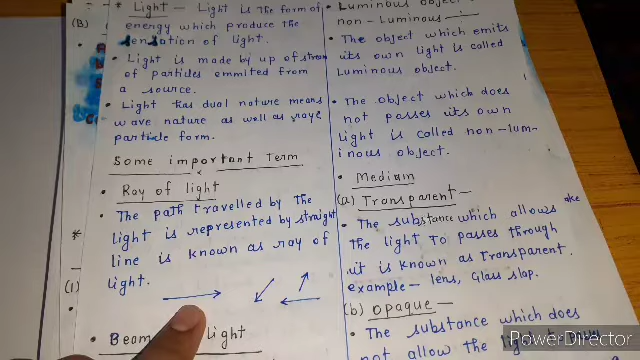 (B)
* Light - Light is the form of
energy which produce the
sensation of light.
• Light is made by up of stream
of particles emmited from
a source.
• Light has dual nature means
wave nature as well as
particle form.
Some important Term
• Ray of light
• The path travelled by the
light is represented by straight
line is known as ray of
light.
*
(1)
• Beam light
Luminous object
non-Luminous
• The object which emits
its own light is called
Luminous object.
• The object which does
not passes its own
light is called non-lum-
inous object.
• Medium
(a) Transparent—
• The substance which allows
the light To passes through
it is known as Transparent.
example— lens, Glass slap.
(b) opaque—
• The substance which does
not allow the light
PowerDirector